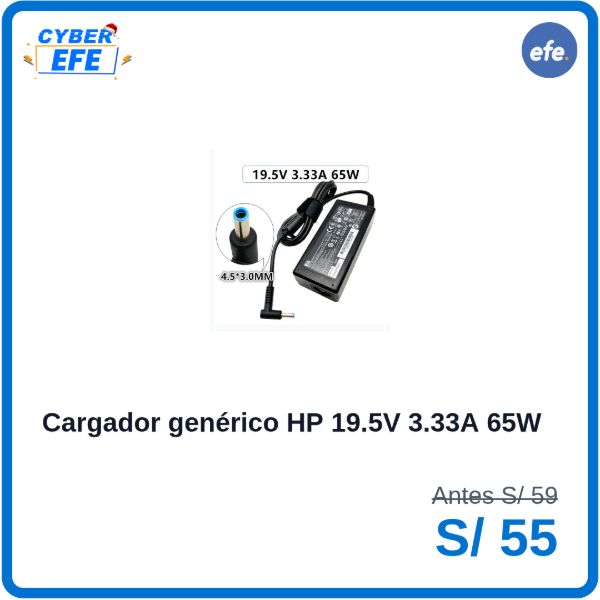 CYBER
EFE
efe.
19.5V 3.33A 65W
4.5*3.0MM
Cargador genérico HP 19.5V 3.33A 65W
Antes S/ 59
S/ 55